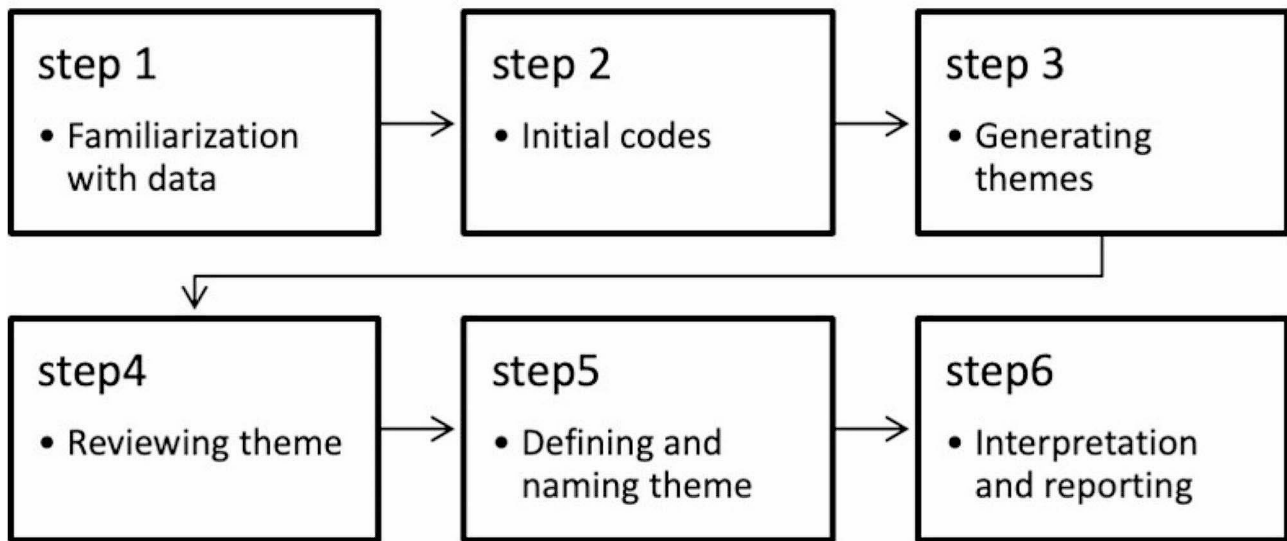 step 1
• Familiarization
with data
step 2
• Initial codes
step 3
• Generating
themes
step4
• Reviewing theme
step5
• Defining and
naming theme
step6
• Interpretation
and reporting